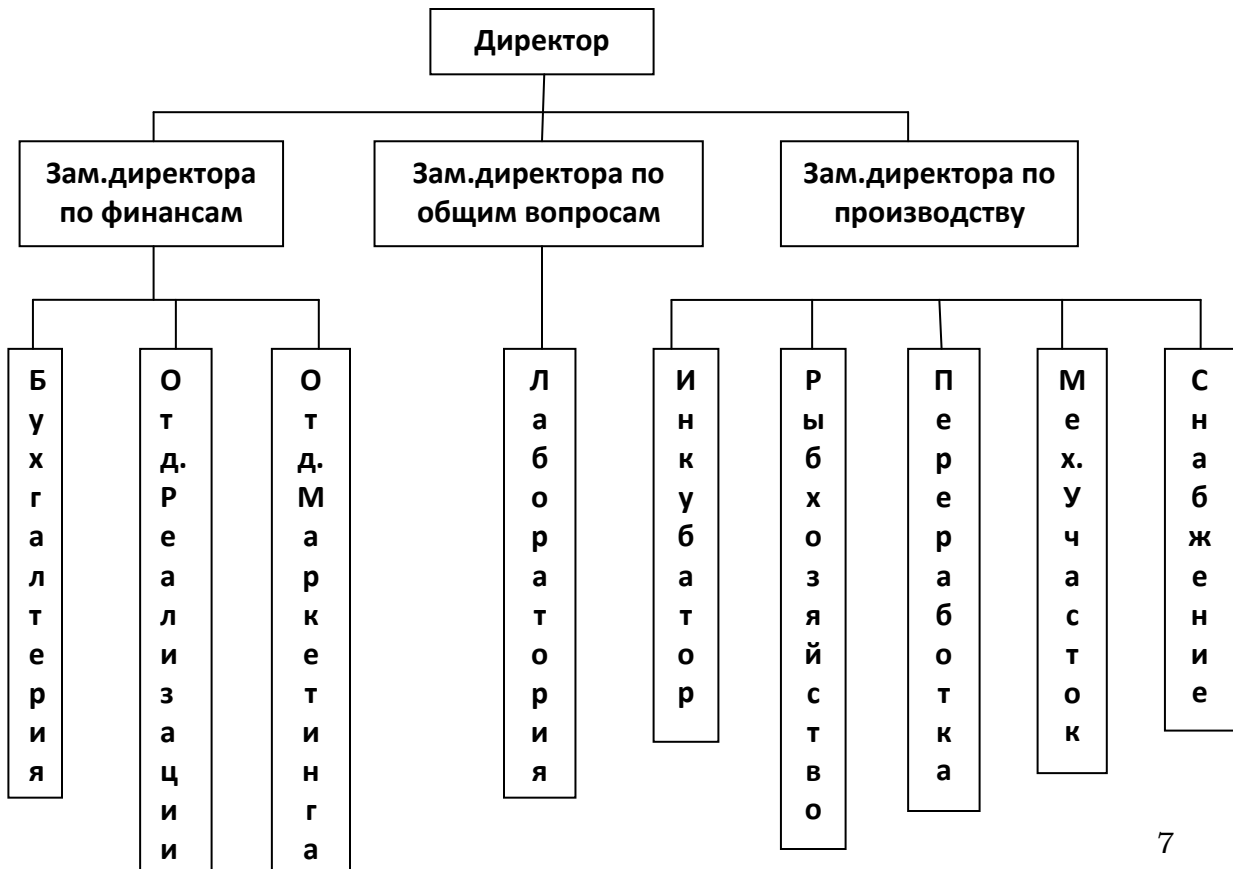 Директор
Зам.директора
по финансам
Зам.директора по
общим вопросам
Зам.директора по
производству
Бухгалтерия
Отд.Реализации
Отд.Маркетинга
Лаборатория
Инкубатор
Рыбхозяйство
Переработка
Мех.Участок
Снабжение
7